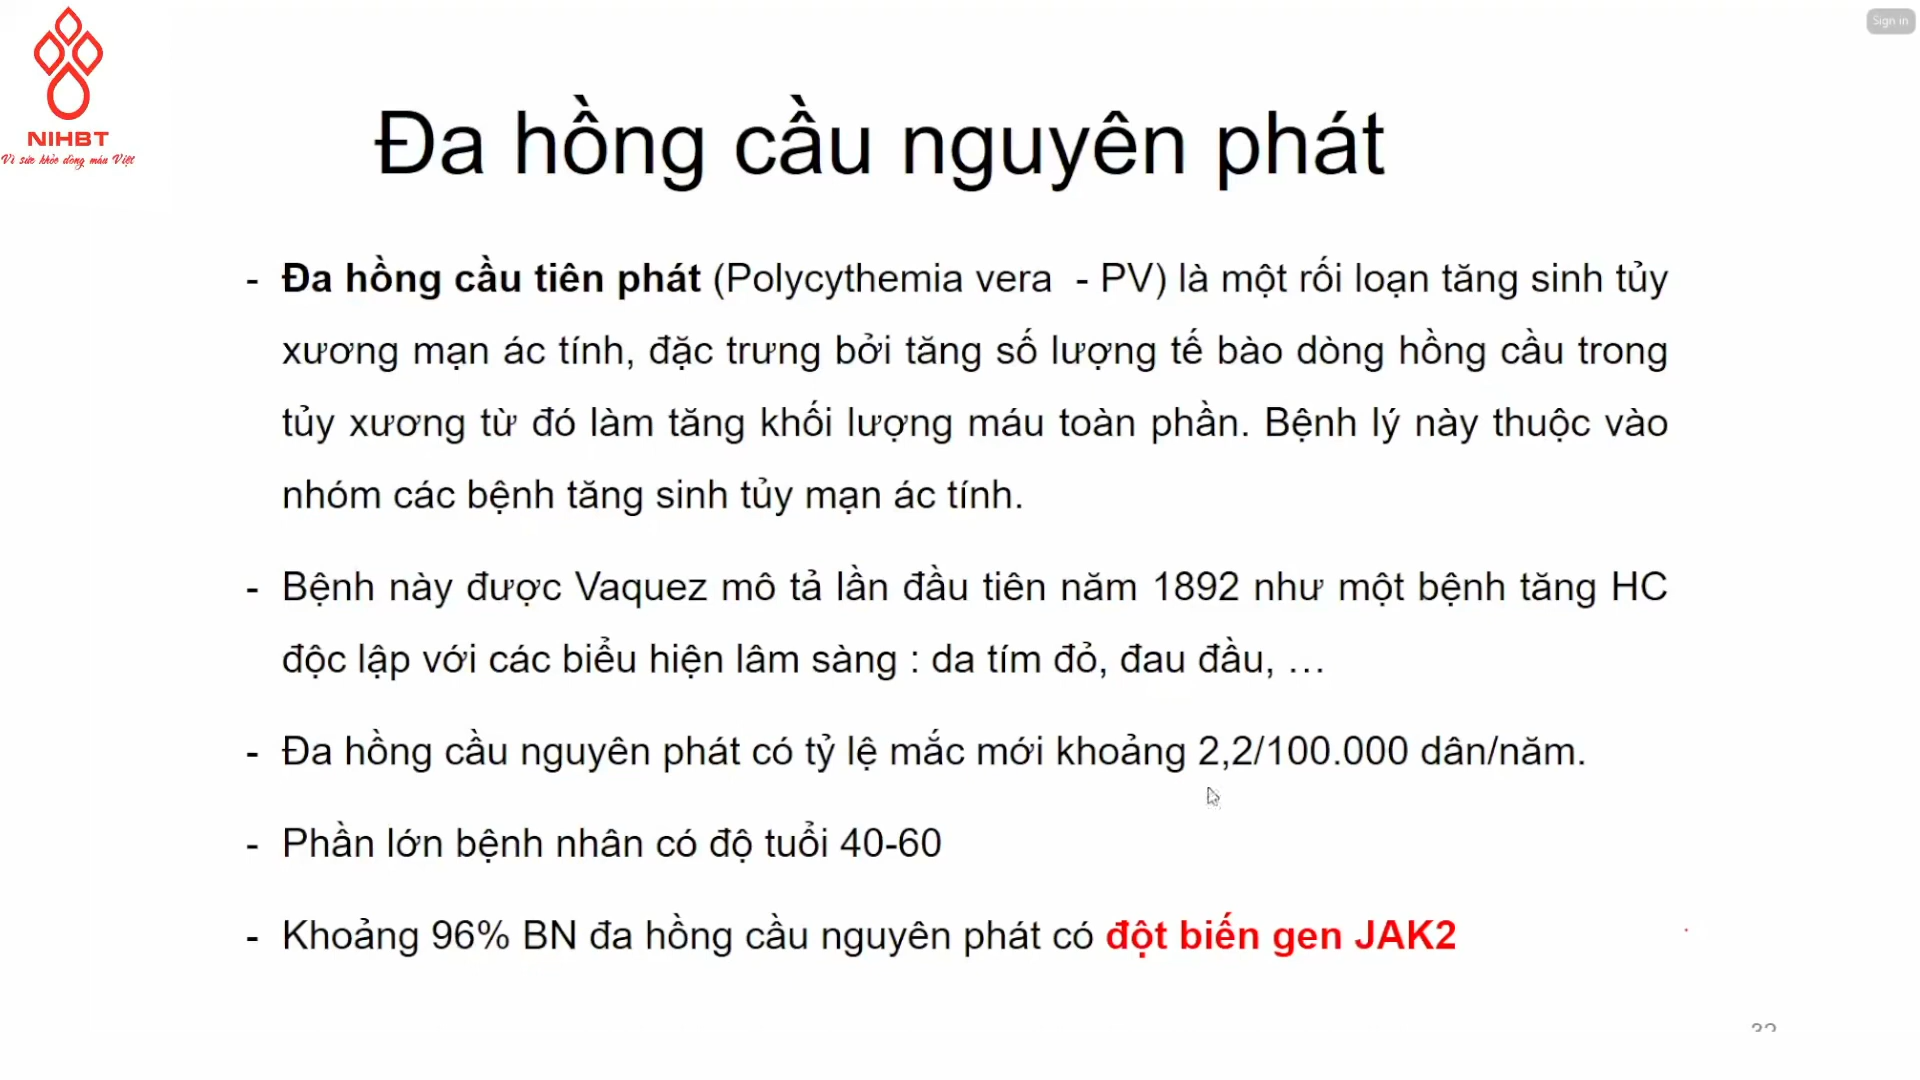 Sign in
NIHBT
Vì sức khỏe dòng máu Việt
Đa hồng cầu nguyên phát
- Đa hồng cầu tiên phát (Polycythemia vera - PV) là một rối loạn tăng sinh tủy
xương mạn ác tính, đặc trưng bởi tăng số lượng tế bào dòng hồng cầu trong
tủy xương từ đó làm tăng khối lượng máu toàn phần. Bệnh lý này thuộc vào
nhóm các bệnh tăng sinh tủy mạn ác tính.
- Bệnh này được Vaquez mô tả lần đầu tiên năm 1892 như một bệnh tăng HC
độc lập với các biểu hiện lâm sàng : da tím đỏ, đau đầu, …
- Đa hồng cầu nguyên phát có tỷ lệ mắc mới khoảng 2,2/100.000 dân/năm.
- Phần lớn bệnh nhân có độ tuổi 40-60
- Khoảng 96% BN đa hồng cầu nguyên phát có đột biến gen JAK2